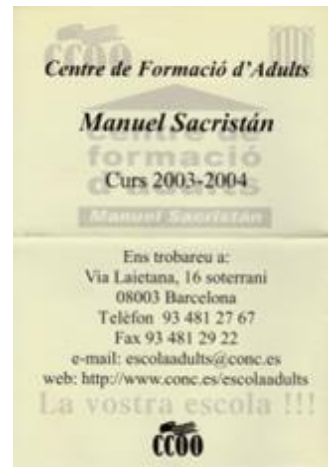 CCOO
Centre de Formació d'Adults
Manuel Sacristán
centre de
formació
d'adults
Curs 2003-2004
Manuel Sacristán
Ens trobareu a:
Via Laietana, 16 soterrani
08003 Barcelona
Telèfon 93 481 27 67
Fax 93 481 29 22
e-mail: escolaadults@conc.es
web: http://www.conc.es/escolaadults
La vostra escola !!!
CCOO